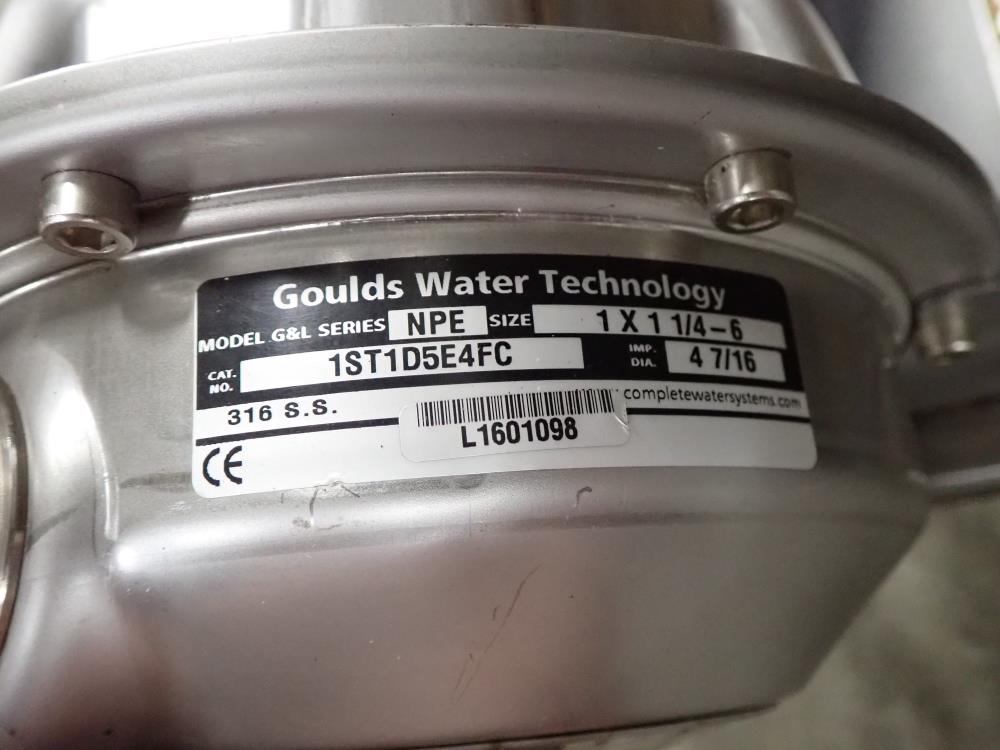 Goulds Water Technology
MODEL G&L SERIES NPE SIZE 1 X 1 1/4-6
CAT. NO. 1ST1D5E4FC IMP. DIA. 4 7/16
316 S.S. completewatersystems.com
L1601098
CE